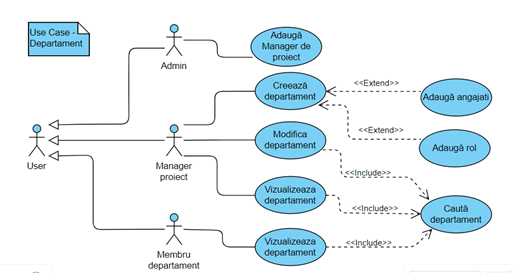 Use Case -
Departament
Admin
Adaugă
Manager de
proiect
Creează
departament
<<Extend>>
Adaugă angajati
<<Extend>>
Adaugă rol
User
Manager
proiect
Modifica
departament
<<Include>>
Vizualizeaza
departament
<<Include>>
Caută
departament
Membru
departament
Vizualizeaza
departament
<<Include>>